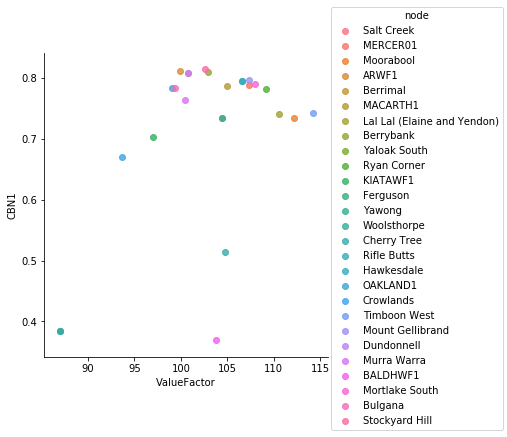 node
Salt Creek
MERCER01
Moorabool
ARWF1
Berrimal
MACARTH1
Lal Lal (Elaine and Yendon)
Berrybank
Yaloak South
Ryan Corner
KIATAWF1
Ferguson
Yawong
Woolsthorpe
Cherry Tree
Rifle Butts
Hawkesdale
OAKLAND1
Crowlands
Timboon West
Mount Gellibrand
Dundonnell
Murra Warra
BALDHWF1
Mortlake South
Bulgana
Stockyard Hill
0.8
0.7
0.6
0.5
0.4
CBN1
90 95 100 105 110 115
ValueFactor